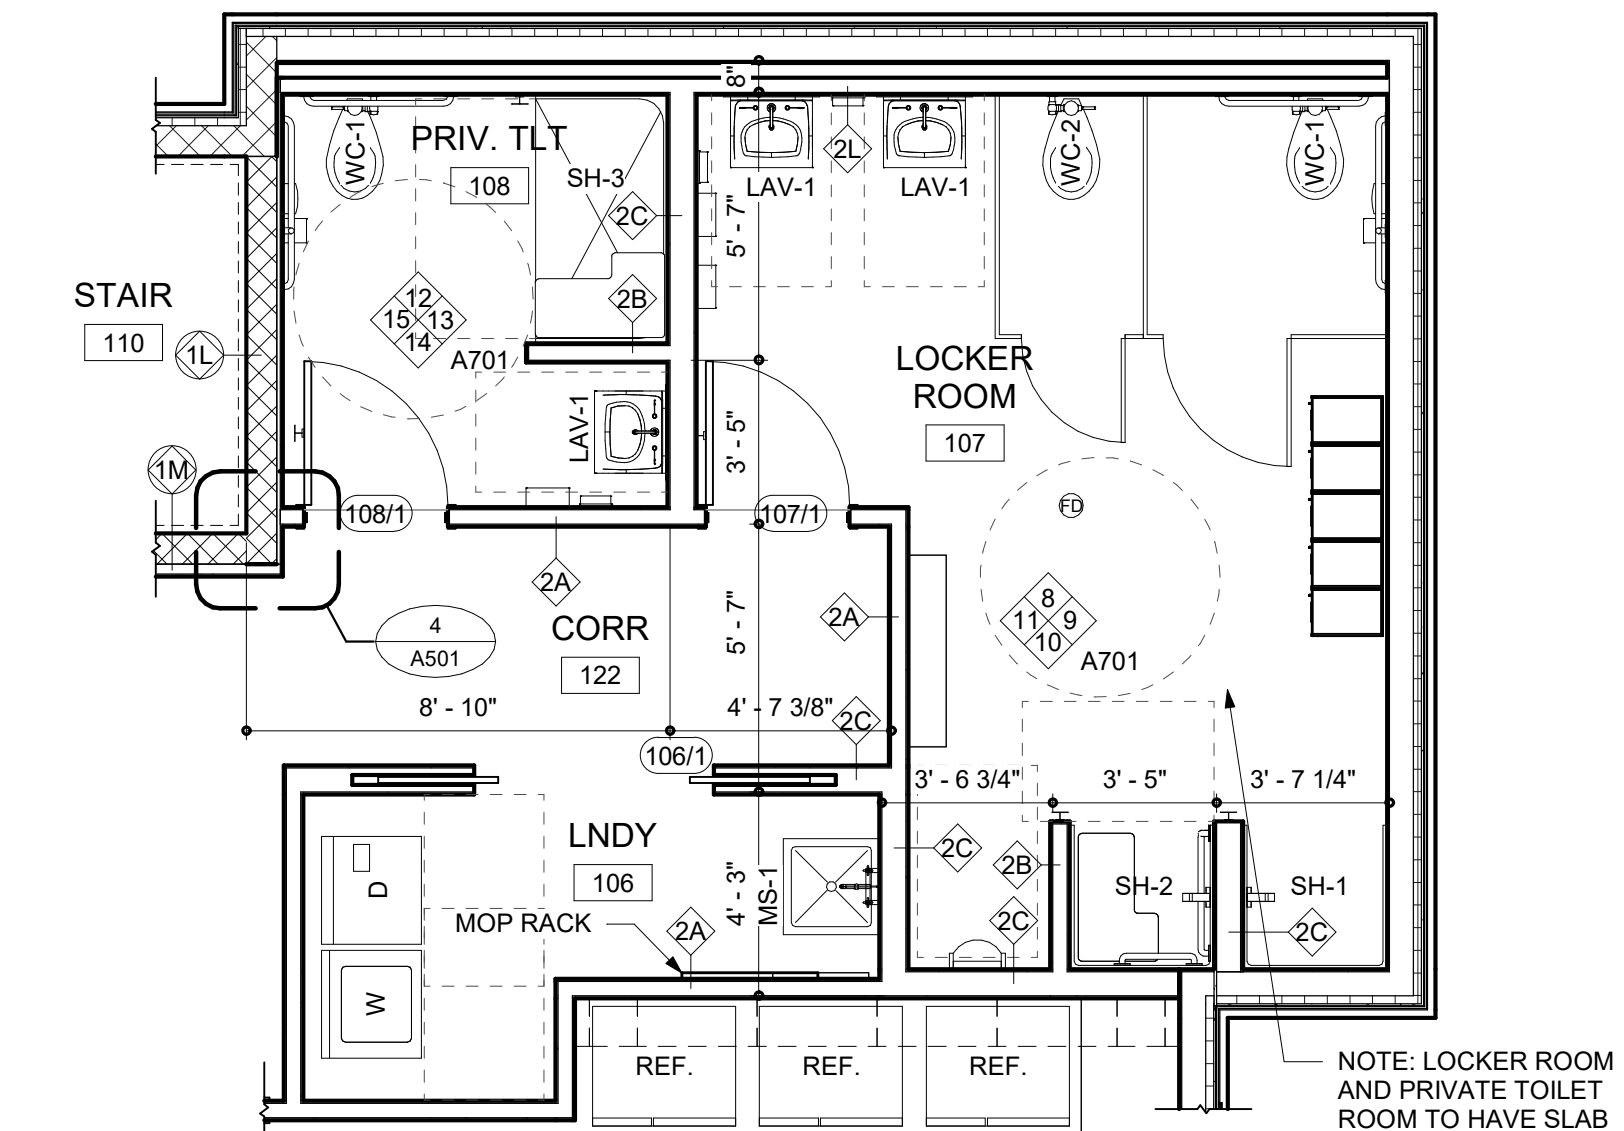 8"
PRIV. TLT
108
WC-1
SH-3
2C
2B
LAV-1
2L
LAV-1
WC-2
WC-1
5' - 7"
STAIR
110
1L
12
15
13
14
A701
LOCKER
ROOM
107
LAV-1
3' - 5"
1M
108/1
107/1
FD
2A
2A
8
11
9
10
A701
4
A501
CORR
122
5' - 7"
8' - 10"
4' - 7 3/8"
2C
106/1
3' - 6 3/4"
3' - 5"
3' - 7 1/4"
LNDY
106
D
MOP RACK
2A
4' - 3"
MS-1
2C
2B
2C
SH-2
SH-1
2C
W
REF.
REF.
REF.
NOTE: LOCKER ROOM
AND PRIVATE TOILET
ROOM TO HAVE SLAB